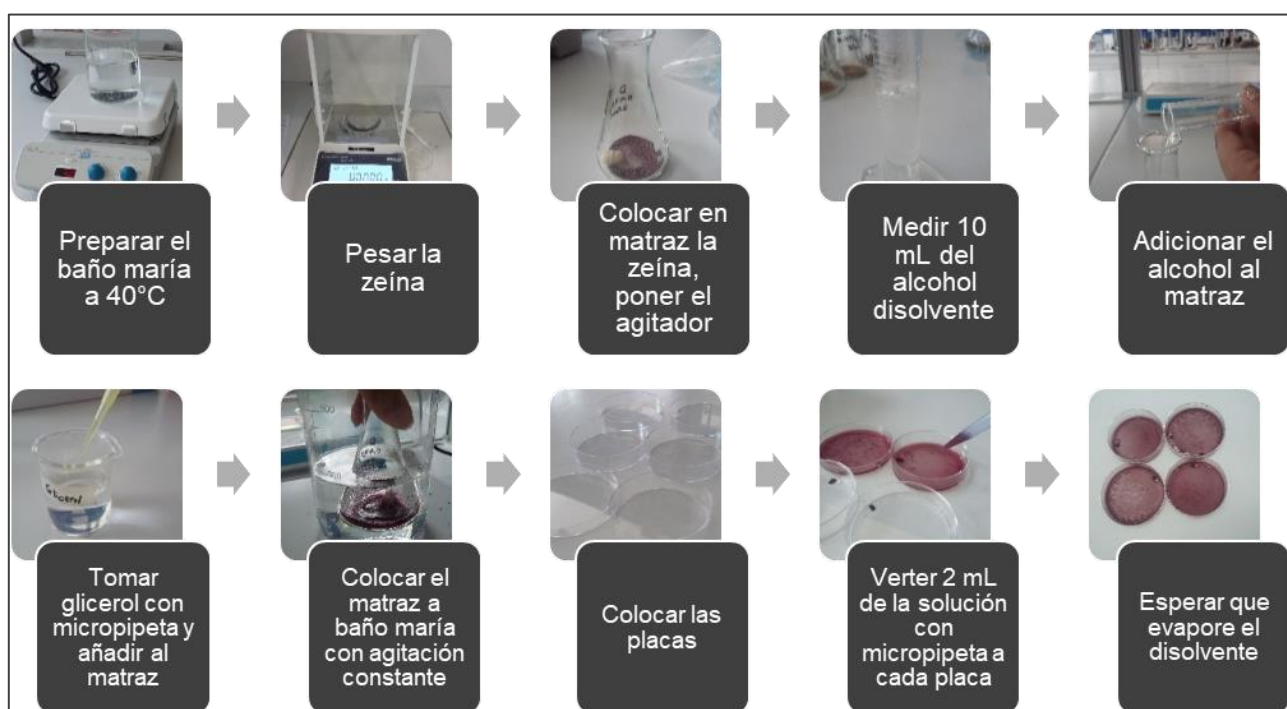 Preparar el
baño maría
a 40°C
Pesar la
zeína
Colocar en
matraz la
zeína,
poner el
agitador
Medir 10
mL del
alcohol
disolvente
Adicionar el
alcohol al
matraz
Glicerol
Tomar
glicerol con
micropipeta y
añadir al
matraz
Colocar el
matraz a
baño maría
con agitación
constante
Colocar las
placas
Verter 2 mL
de la solución
con
micropipeta a
cada placa
Esperar que
evapore el
disolvente